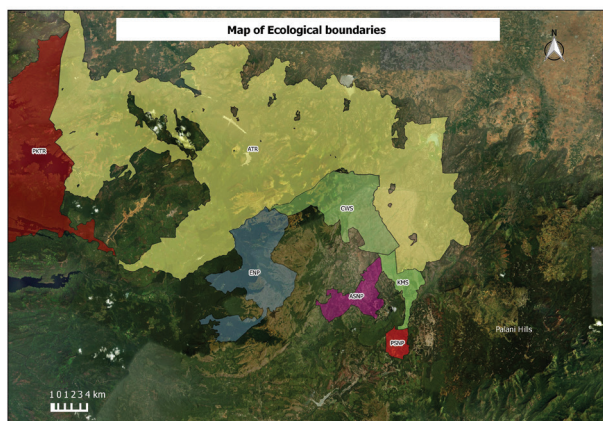 Map of Ecological boundaries
N
PKTR
ATR
CWS
ENP
KMS
ASNP
Palani Hills
PSNP
1 0 1 2 3 4 km